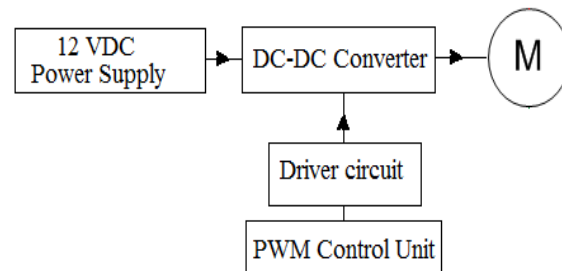 12 VDC
Power Supply
DC-DC Converter
M
Driver circuit
PWM Control Unit